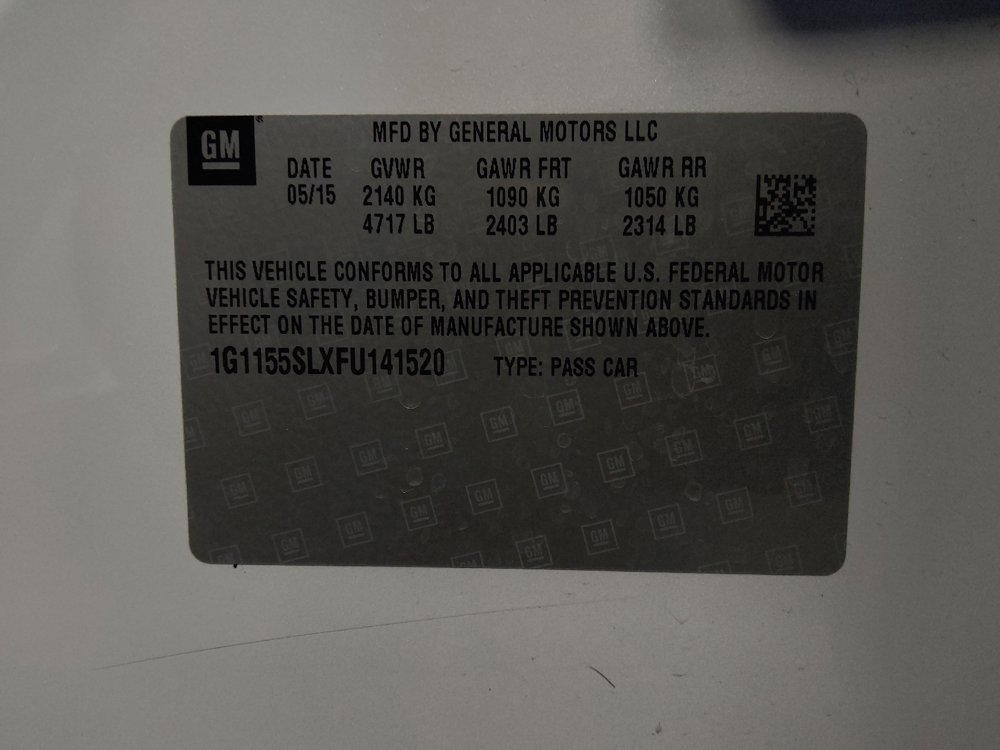 GM ®
MFD BY GENERAL MOTORS LLC
DATE GVWR GAWR FRT GAWR RR
05/15 2140 KG 1090 KG 1050 KG
4717 LB 2403 LB 2314 LB
THIS VEHICLE CONFORMS TO ALL APPLICABLE U.S. FEDERAL MOTOR
VEHICLE SAFETY, BUMPER, AND THEFT PREVENTION STANDARDS IN
EFFECT ON THE DATE OF MANUFACTURE SHOWN ABOVE.
1G1155SLXFU141520 TYPE: PASS CAR